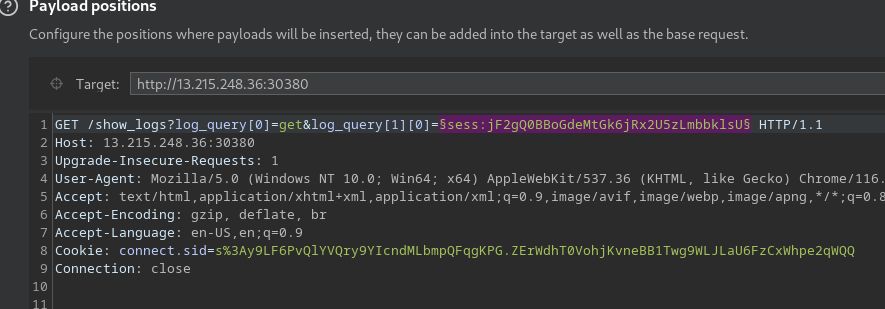 Payload positions
Configure the positions where payloads will be inserted, they can be added into the target as well as the base request.
Target: http://13.215.248.36:30380
1 GET /show_logs?log_query[0]=get&log_query[1][0]=§sess:jF2gQ0BBoGdeMtGk6jRx2U5zLmbbklsU§ HTTP/1.1
2 Host: 13.215.248.36:30380
3 Upgrade-Insecure-Requests: 1
4 User-Agent: Mozilla/5.0 (Windows NT 10.0; Win64; x64) AppleWebKit/537.36 (KHTML, like Gecko) Chrome/116.
5 Accept: text/html,application/xhtml+xml,application/xml;q=0.9,image/avif,image/webp,image/apng,*/*;q=0.8
6 Accept-Encoding: gzip, deflate, br
7 Accept-Language: en-US,en;q=0.9
8 Cookie: connect.sid=s%3Ay9LF6PvQlYVQry9YIcndMLbmpQFqgKPG.ZErWdhT0VohjKvneBB1Twg9WLJLaU6FzCxWhpe2qWQQ
9 Connection: close
10
11